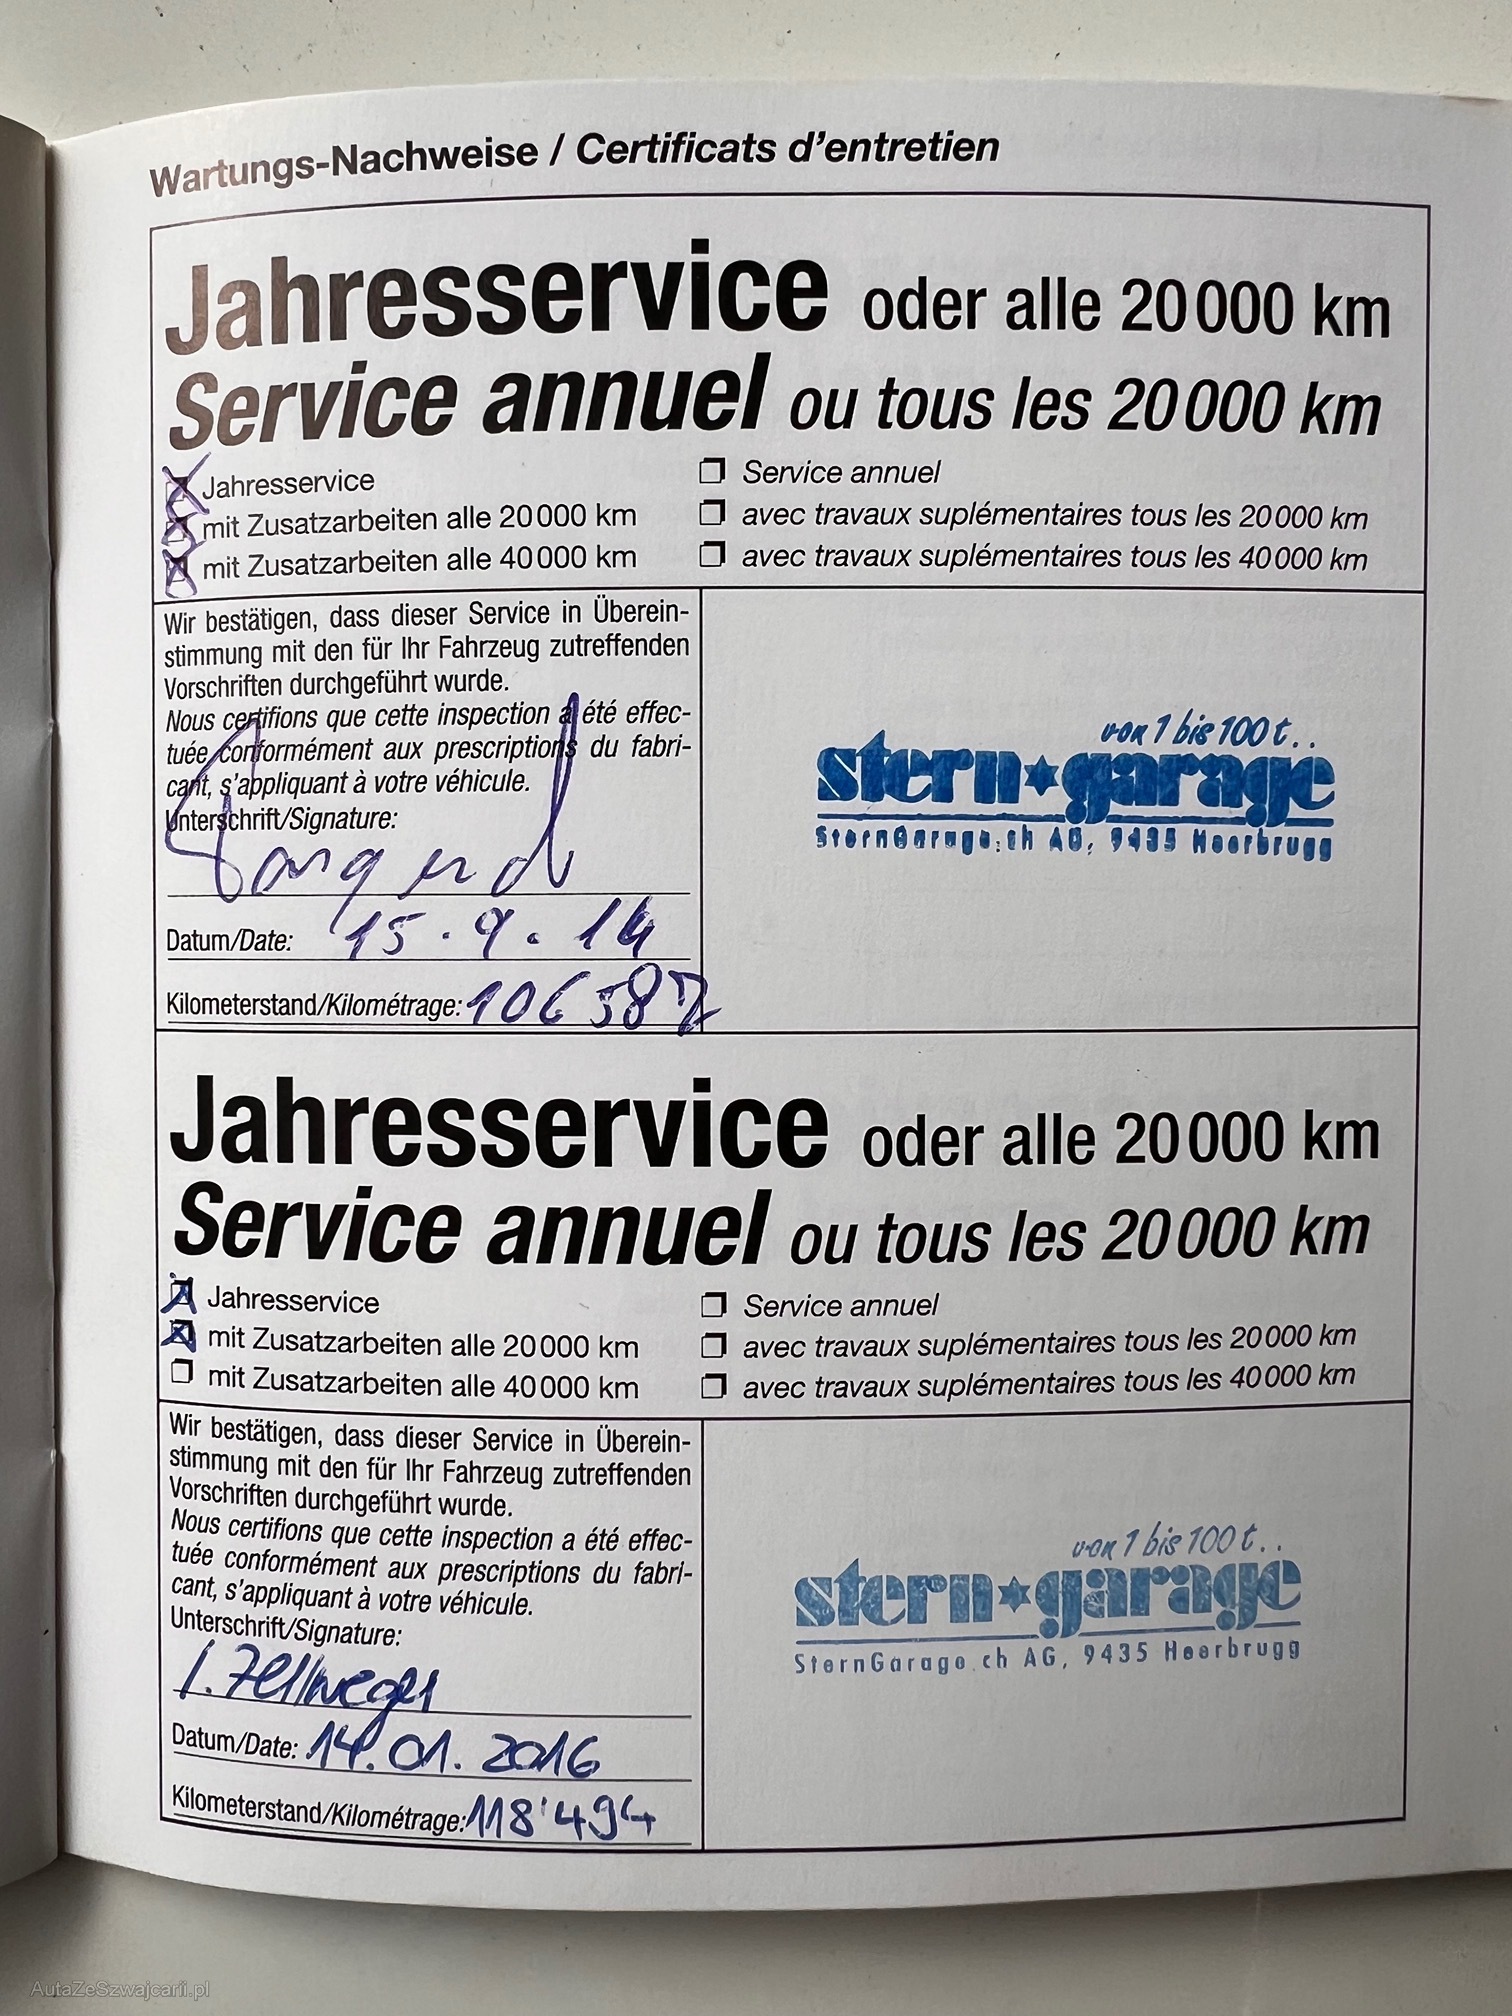 Wartungs-Nachweise / Certificats d'entretien
Jahresservice oder alle 20 000 km
Service annuel ou tous les 20 000 km
Jahresservice
mit Zusatzarbeiten alle 20 000 km
mit Zusatzarbeiten alle 40 000 km
Service annuel
avec travaux suplémentaires tous les 20 000 km
avec travaux suplémentaires tous les 40 000 km
Wir bestätigen, dass dieser Service in Überein-
stimmung mit den für Ihr Fahrzeug zutreffenden
Vorschriften durchgeführt wurde.
Nous certifions que cette inspection a été effec-
tuée conformément aux prescriptions du fabri-
cant, s'appliquant à votre véhicule.
Unterschrift/Signature:
Datum/Date: 15.9.14
Kilometerstand/Kilométrage: 106587
von 1 bis 100 t..
stern garage
SternGarage.ch AG, 9435 Heerbrugg
Jahresservice oder alle 20 000 km
Service annuel ou tous les 20 000 km
Jahresservice
mit Zusatzarbeiten alle 20 000 km
mit Zusatzarbeiten alle 40 000 km
Service annuel
avec travaux suplémentaires tous les 20 000 km
avec travaux suplémentaires tous les 40 000 km
Wir bestätigen, dass dieser Service in Überein-
stimmung mit den für Ihr Fahrzeug zutreffenden
Vorschriften durchgeführt wurde.
Nous certifions que cette inspection a été effec-
tuée conformément aux prescriptions du fabri-
cant, s'appliquant à votre véhicule.
Unterschrift/Signature:
I. Zellweger
Datum/Date: 14.01.2016
Kilometerstand/Kilométrage: 118'494
von 1 bis 100 t..
stern garage
SternGarage.ch AG, 9435 Heerbrugg
AutaZeSzwajcarii.pl